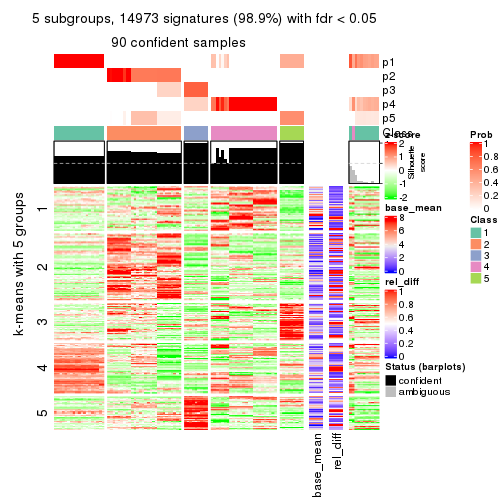 5 subgroups, 14973 signatures (98.9%) with fdr < 0.05
90 confident samples
p1
p2
p3
p4
p5
Class
z-score
2
1
0
-1
-2
Silhouette
score
Prob
1
0.8
0.6
0.4
0.2
0
base_mean
8
6
4
2
0
Class
1
2
3
4
5
rel_diff
1
0.8
0.6
0.4
0.2
0
Status (barplots)
confident
ambiguous
k-means with 5 groups
1
2
3
4
5
base_mean
rel_diff